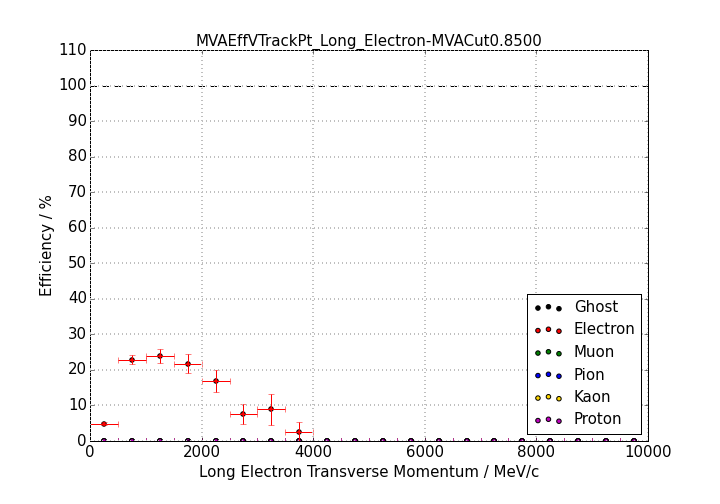 MVAEffVTrackPt_Long_Electron-MVACut0.8500
110
100
90
80
70
60
50
40
30
20
10
0
Efficiency / %
Ghost
Electron
Muon
Pion
Kaon
Proton
0 2000 4000 6000 8000 10000
Long Electron Transverse Momentum / MeV/c